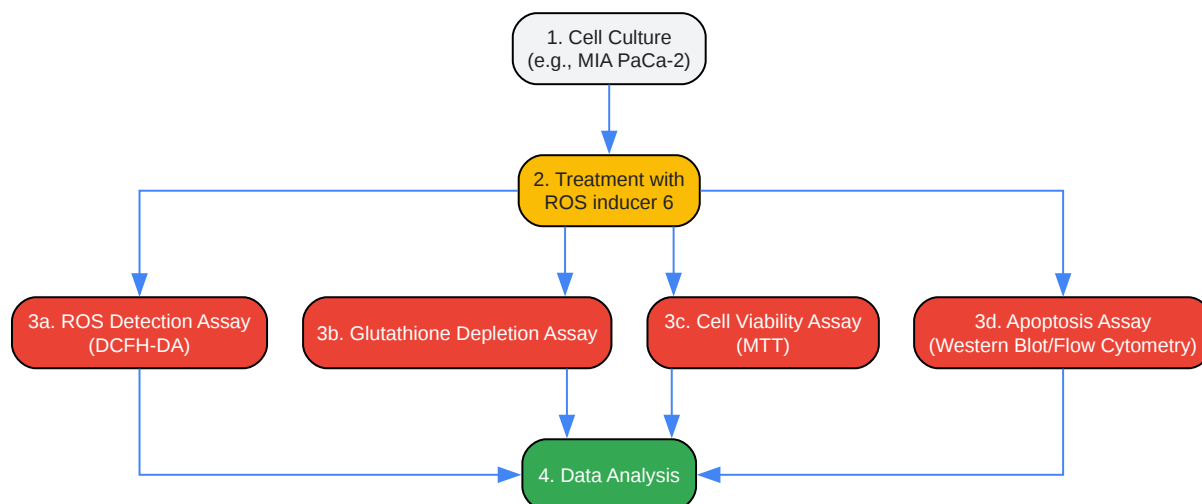 1. Cell Culture
(e.g., MIA PaCa-2)
2. Treatment with
ROS inducer 6
3a. ROS Detection Assay
(DCFH-DA)
3b. Glutathione Depletion Assay
3c. Cell Viability Assay
(MTT)
3d. Apoptosis Assay
(Western Blot/Flow Cytometry)
4. Data Analysis